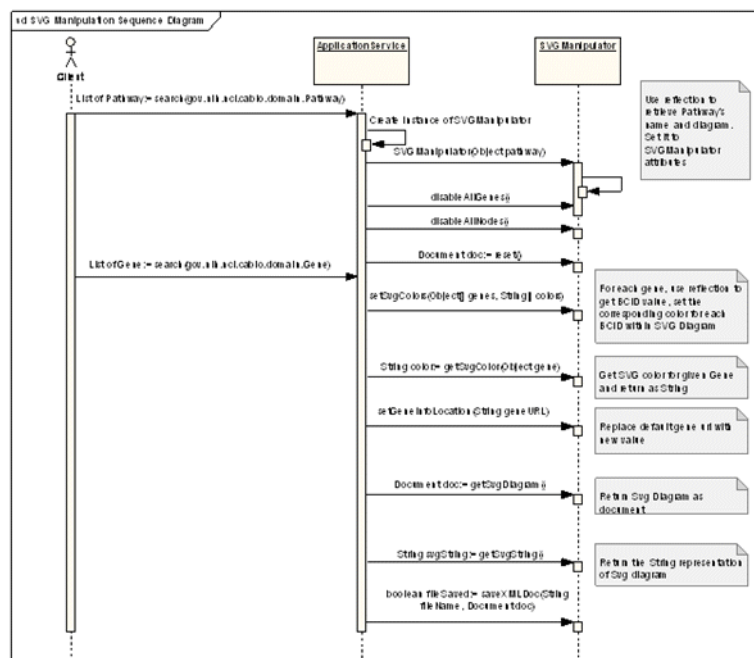 sd SVG Manipulation Sequence Diagram
Client
ApplicationService
SVGManipulator
List of Pathway:= search(gov.nih.nci.cabio.domain.Pathway)
Create Instance of SVGManipulator
Use reflection to
retrieve Pathway's
name and diagram.
Set it to
SVGManipulator
attributes
SVGManipulator(Object pathway)
disableAllGenes()
disableAllNodes()
Document doc:= reset()
List of Gene := search(gov.nih.nci.cabio.domain.Gene)
For each gene, use reflection to
get BCID value, set the
corresponding color for each
BCID within SVG Diagram
setSvgColors(Object[] genes, String[] colors)
String color:= getSvgColor(Object gene)
Get SVG color for given Gene
and return as String
setGeneInfoLocation(String geneURL)
Replace default gene url with
new value
Document doc:= getSvgDiagram()
Return Svg Diagram as
document
String svgString:= getSvgString()
Return the String representation
of Svg diagram
boolean fileSaved:= saveXMLDoc(String
fileName, Document doc)